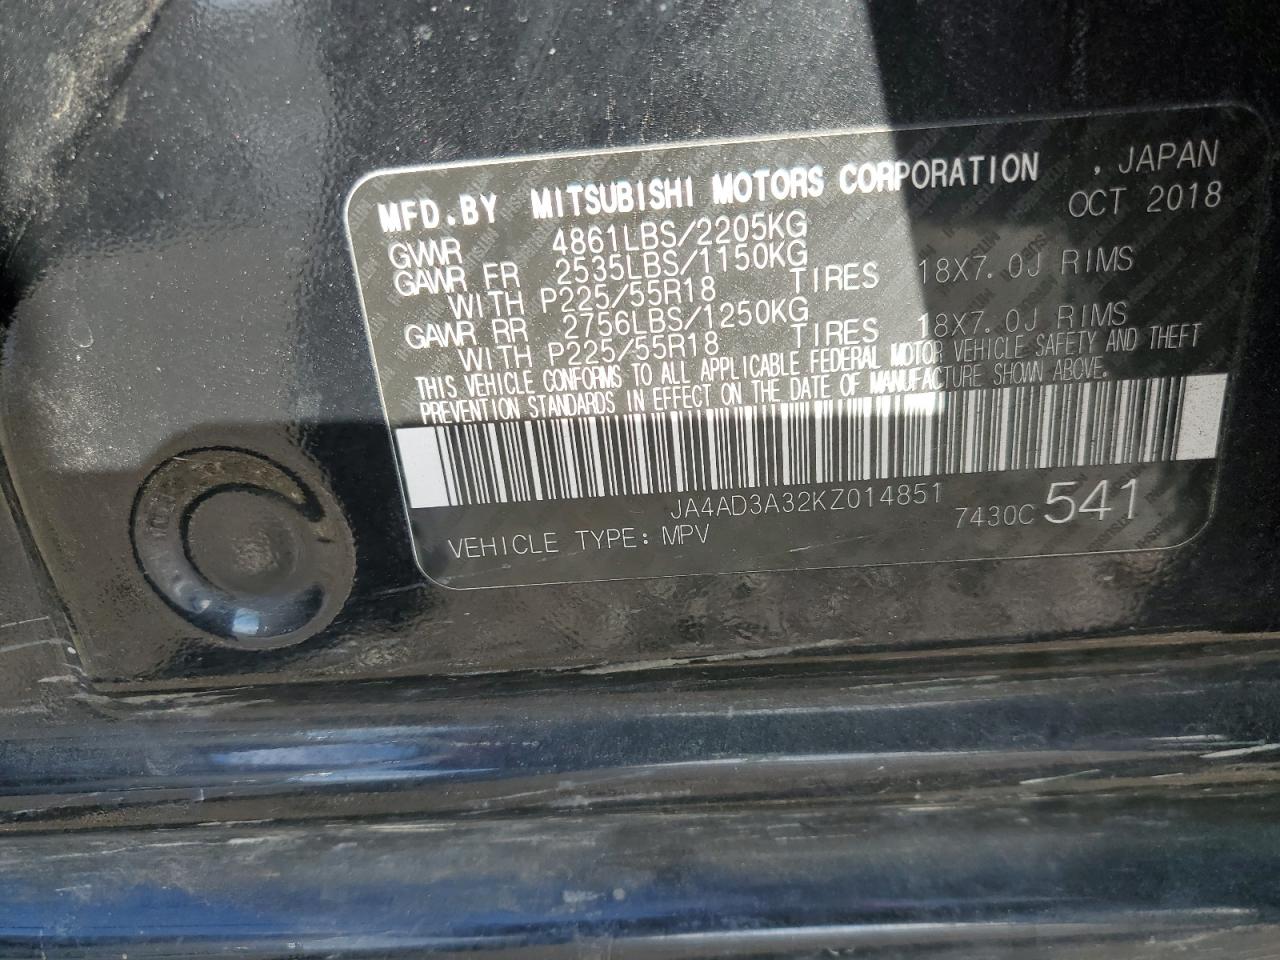 MFD.BY MITSUBISHI MOTORS CORPORATION , JAPAN
OCT 2018
GVWR 4861LBS/2205KG
GAWR FR 2535LBS/1150KG
WITH P225/55R18 TIRES 18X7.0J RIMS
GAWR RR 2756LBS/1250KG
WITH P225/55R18 TIRES 18X7.0J RIMS
THIS VEHICLE CONFORMS TO ALL APPLICABLE FEDERAL MOTOR VEHICLE SAFETY AND THEFT
PREVENTION STANDARDS IN EFFECT ON THE DATE OF MANUFACTURE SHOWN ABOVE.
JA4AD3A32KZ014851
VEHICLE TYPE: MPV 7430C 541